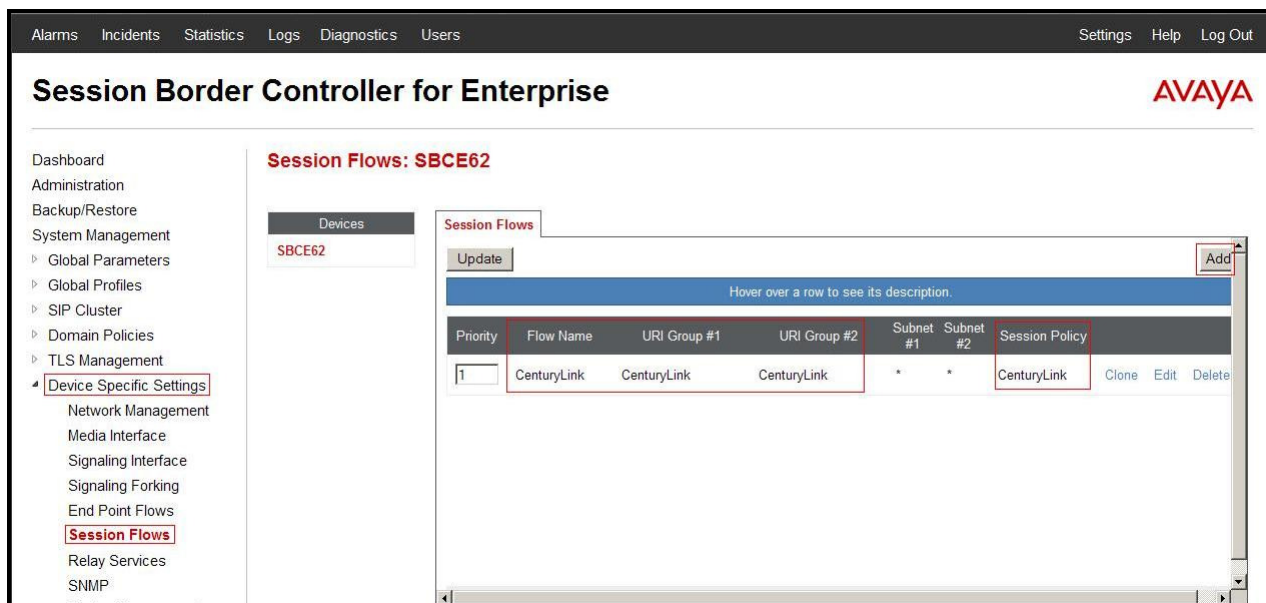 Alarms Incidents Statistics Logs Diagnostics Users Settings Help Log Out
Session Border Controller for Enterprise
AVAYA
Dashboard
Administration
Backup/Restore
System Management
Global Parameters
Global Profiles
SIP Cluster
Domain Policies
TLS Management
Device Specific Settings
Network Management
Media Interface
Signaling Interface
Signaling Forking
End Point Flows
Session Flows
Relay Services
SNMP
Session Flows: SBCE62
Devices
SBCE62
Session Flows
Update Add
Hover over a row to see its description.
Priority Flow Name URI Group #1 URI Group #2 Subnet #1 Subnet #2 Session Policy
1 CenturyLink CenturyLink CenturyLink * * CenturyLink Clone Edit Delete